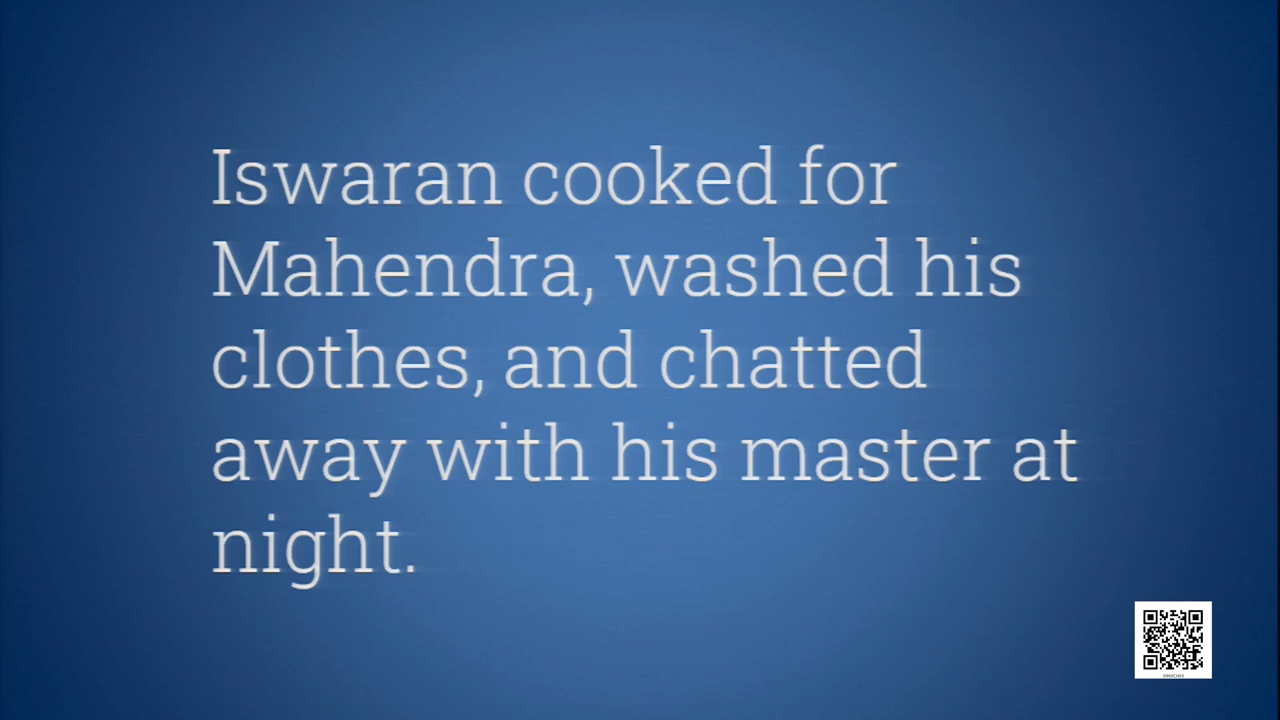 Iswaran cooked for
Mahendra, washed his
clothes, and chatted
away with his master at
night.